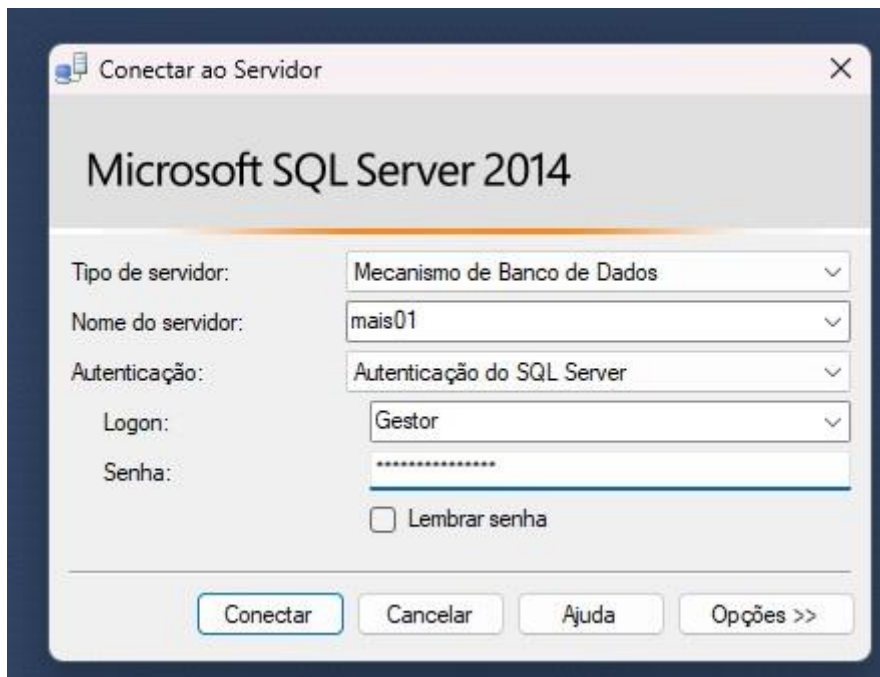 Conectar ao Servidor
Microsoft SQL Server 2014
Tipo de servidor: Mecanismo de Banco de Dados
Nome do servidor: mais01
Autenticação: Autenticação do SQL Server
Logon: Gestor
Senha: ***************
Lembrar senha
Conectar Cancelar Ajuda Opções >>